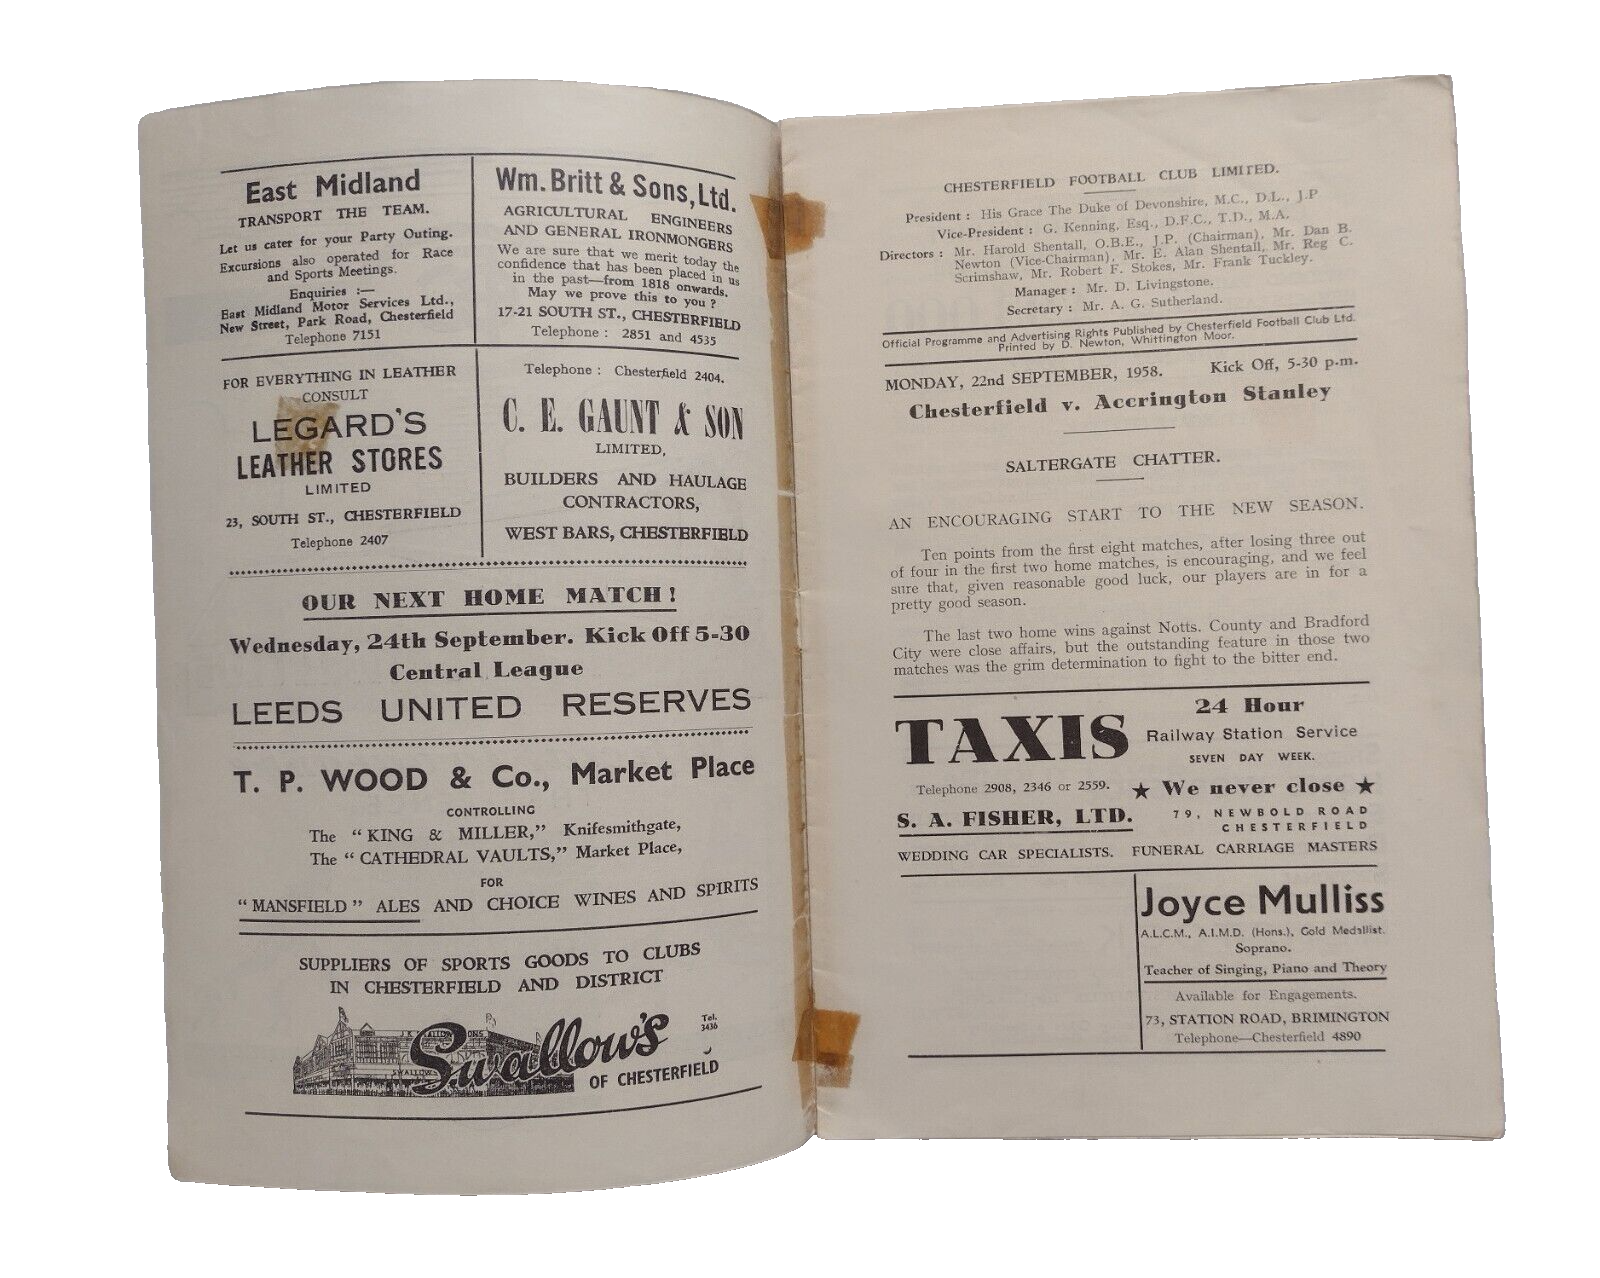 East Midland
TRANSPORT THE TEAM.
Let us cater for your Party Outing.
Excursions also operated for Race
and Sports Meetings.
Enquiries :—
East Midland Motor Services Ltd.,
New Street, Park Road, Chesterfield
Telephone 7151
Wm. Britt & Sons, Ltd.
AGRICULTURAL ENGINEERS
AND GENERAL IRONMONGERS
We are sure that we merit today the
confidence that has been placed in us
in the past—from 1818 onwards.
May we prove this to you ?
17-21 SOUTH ST., CHESTERFIELD
Telephone : 2851 and 4535
FOR EVERYTHING IN LEATHER
CONSULT
LEGARD'S
LEATHER STORES
LIMITED
23, SOUTH ST., CHESTERFIELD
Telephone 2407
Telephone : Chesterfield 2404.
C. E. GAUNT & SON
LIMITED,
BUILDERS AND HAULAGE
CONTRACTORS,
WEST BARS, CHESTERFIELD
OUR NEXT HOME MATCH !
Wednesday, 24th September. Kick Off 5-30
Central League
LEEDS UNITED RESERVES
T. P. WOOD & Co., Market Place
CONTROLLING
The "KING & MILLER," Knifesmithgate,
The "CATHEDRAL VAULTS," Market Place,
FOR
"MANSFIELD" ALES AND CHOICE WINES AND SPIRITS
SUPPLIERS OF SPORTS GOODS TO CLUBS
IN CHESTERFIELD AND DISTRICT
Swallow's
Tel.
3436
OF CHESTERFIELD
CHESTERFIELD FOOTBALL CLUB LIMITED.
President : His Grace The Duke of Devonshire, M.C., D.L., J.P
Vice-President : G. Kenning, Esq., D.F.C., T.D., M.A.
Directors : Mr. Harold Shentall, O.B.E., J.P. (Chairman), Mr. Dan B.
Newton (Vice-Chairman), Mr. E. Alan Shentall, Mr. Reg C.
Scrimshaw, Mr. Robert F. Stokes, Mr. Frank Tuckley.
Manager : Mr. D. Livingstone.
Secretary : Mr. A. G. Sutherland.
Official Programme and Advertising Rights Published by Chesterfield Football Club Ltd.
Printed by D. Newton, Whittington Moor.
MONDAY, 22nd SEPTEMBER, 1958. Kick Off, 5-30 p.m.
Chesterfield v. Accrington Stanley
SALTERGATE CHATTER.
AN ENCOURAGING START TO THE NEW SEASON.
Ten points from the first eight matches, after losing three out
of four in the first two home matches, is encouraging, and we feel
sure that, given reasonable good luck, our players are in for a
pretty good season.
The last two home wins against Notts. County and Bradford
City were close affairs, but the outstanding feature in those two
matches was the grim determination to fight to the bitter end.
TAXIS
Telephone 2908, 2346 or 2559.
S. A. FISHER, LTD.
24 Hour
Railway Station Service
SEVEN DAY WEEK.
★ We never close ★
79, NEWBOLD ROAD
CHESTERFIELD
WEDDING CAR SPECIALISTS. FUNERAL CARRIAGE MASTERS
Joyce Mulliss
A.L.C.M., A.I.M.D. (Hons.), Gold Medallist.
Soprano.
Teacher of Singing, Piano and Theory
Available for Engagements.
73, STATION ROAD, BRIMINGTON
Telephone—Chesterfield 4890